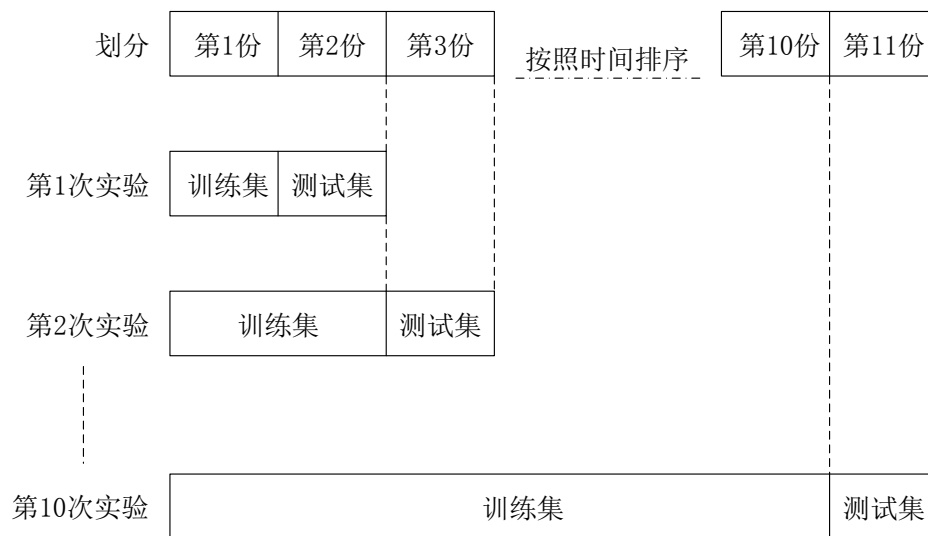 划分 第1份 第2份 第3份 按照时间排序 第10份 第11份
第1次实验 训练集 测试集
第2次实验 训练集 测试集
第10次实验 训练集 测试集